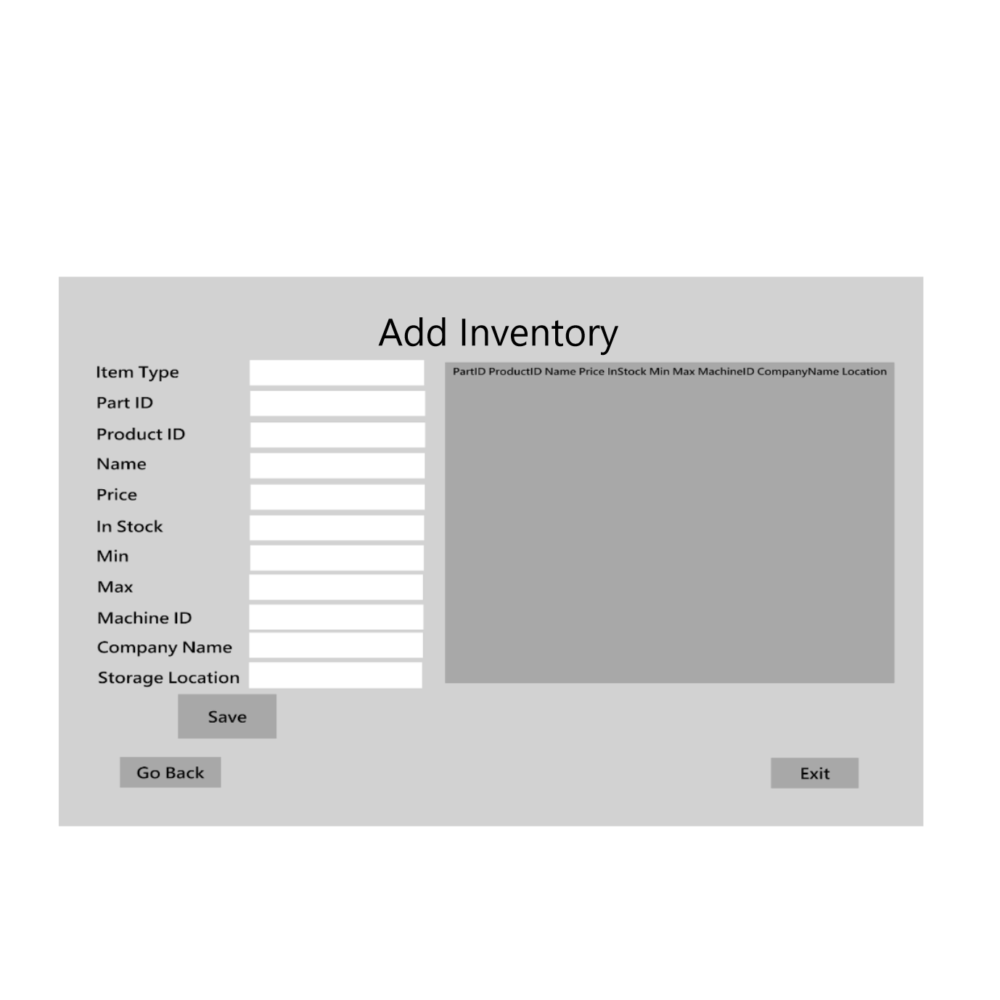 Add Inventory
Item Type
Part ID
Product ID
Name
Price
In Stock
Min
Max
Machine ID
Company Name
Storage Location
PartID ProductID Name Price InStock Min Max MachineID CompanyName Location
Save
Go Back
Exit